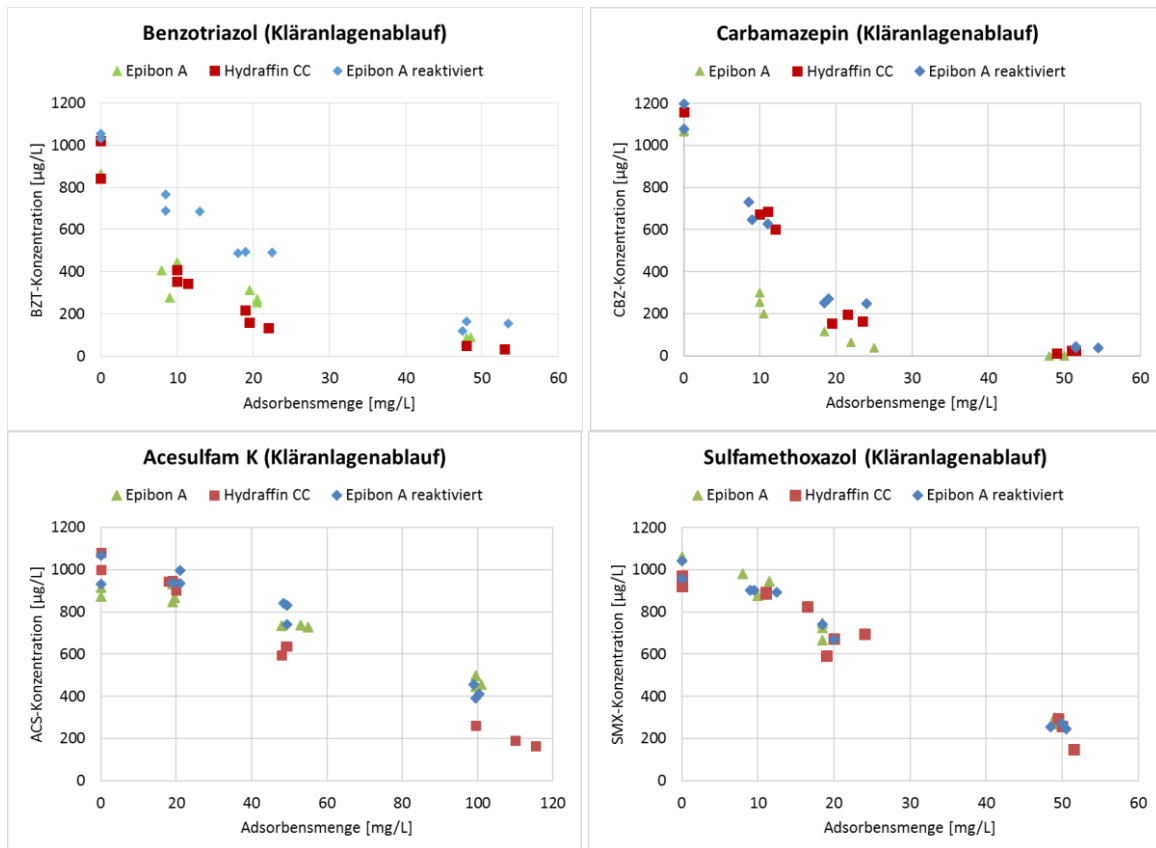 Benzotriazol (Kläranlagenablauf)
Epibon A Hydraffin CC Epibon A reaktiviert
1200
1000
800
600
400
200
0
BZT-Konzentration [µg/L]
0 10 20 30 40 50 60
Adsorbensmenge [mg/L]
Carbamazepin (Kläranlagenablauf)
Epibon A Hydraffin CC Epibon A reaktiviert
1200
1000
800
600
400
200
0
CBZ-Konzentration [µg/L]
0 10 20 30 40 50 60
Adsorbensmenge [mg/L]
Acesulfam K (Kläranlagenablauf)
Epibon A Hydraffin CC Epibon A reaktiviert
1200
1000
800
600
400
200
0
ACS-Konzentration [µg/L]
0 20 40 60 80 100 120
Adsorbensmenge [mg/L]
Sulfamethoxazol (Kläranlagenablauf)
Epibon A Hydraffin CC Epibon A reaktiviert
1200
1000
800
600
400
200
0
SMX-Konzentration [µg/L]
0 10 20 30 40 50 60
Adsorbensmenge [mg/L]